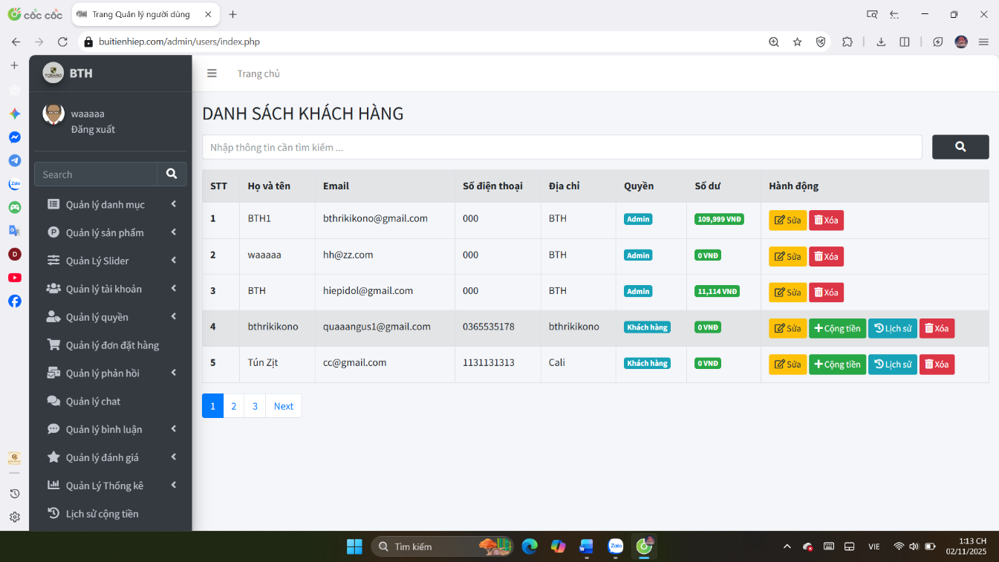 cốc cốc
Trang Quản lý người dùng
buitienhiep.com/admin/users/index.php
TORANO
BTH
waaaaa
Đăng xuất
Search
Quản lý danh mục
Quản lý sản phẩm
Quản Lý Slider
Quản lý tài khoản
Quản lý quyền
Quản lý đơn đặt hàng
Quản lý phản hồi
Quản lý chat
Quản lý bình luận
Quản lý đánh giá
Quản Lý Thống kê
Lịch sử cộng tiền
Trang chủ
DANH SÁCH KHÁCH HÀNG
Nhập thông tin cần tìm kiếm ...
STT Họ và tên Email Số điện thoại Địa chỉ Quyền Số dư Hành động
1 BTH1 bthrikikono@gmail.com 000 BTH Admin 109,999 VNĐ Sửa Xóa
2 waaaaa hh@zz.com 000 BTH Admin 0 VNĐ Sửa Xóa
3 BTH hiepidol@gmail.com 000 BTH Admin 11,114 VNĐ Sửa Xóa
4 bthrikikono quaaangus1@gmail.com 0365535178 bthrikikono Khách hàng 0 VNĐ Sửa Cộng tiền Lịch sử Xóa
5 Tún Zịt cc@gmail.com 1131131313 Cali Khách hàng 0 VNĐ Sửa Cộng tiền Lịch sử Xóa
1 2 3 Next
Zalo
D
Tìm kiếm
Zalo
VIE
1:13 CH
02/11/2025